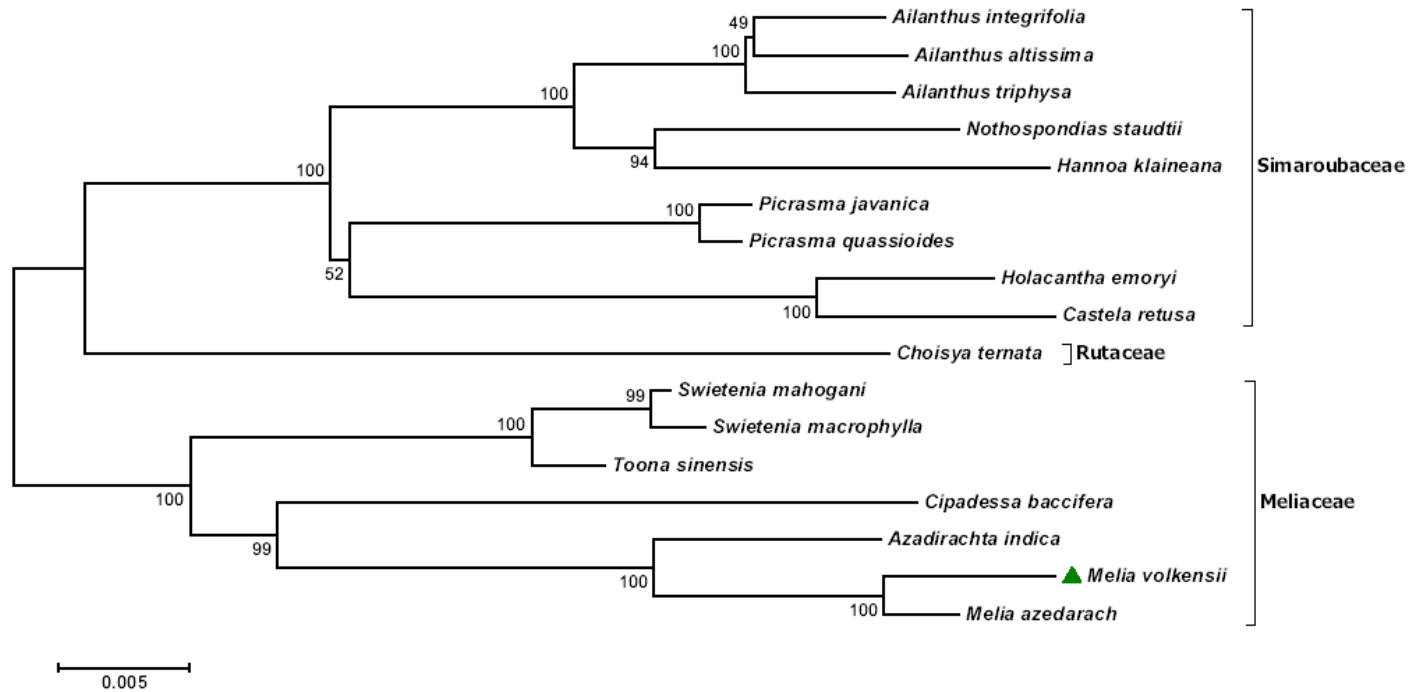 49
Ailanthus integrifolia
100
Ailanthus altissima
100
Ailanthus triphysa
Nothospondias staudtii
94
Hannoa klaineana
Simaroubaceae
100
100
Picrasma javanica
Picrasma quassioides
52
Holacantha emoryi
100
Castela retusa
Choisya ternata
Rutaceae
99
Swietenia mahogani
100
Swietenia macrophylla
Toona sinensis
100
Cipadessa baccifera
Meliaceae
99
Azadirachta indica
100
Melia volkensii
100
Melia azedarach
0.005